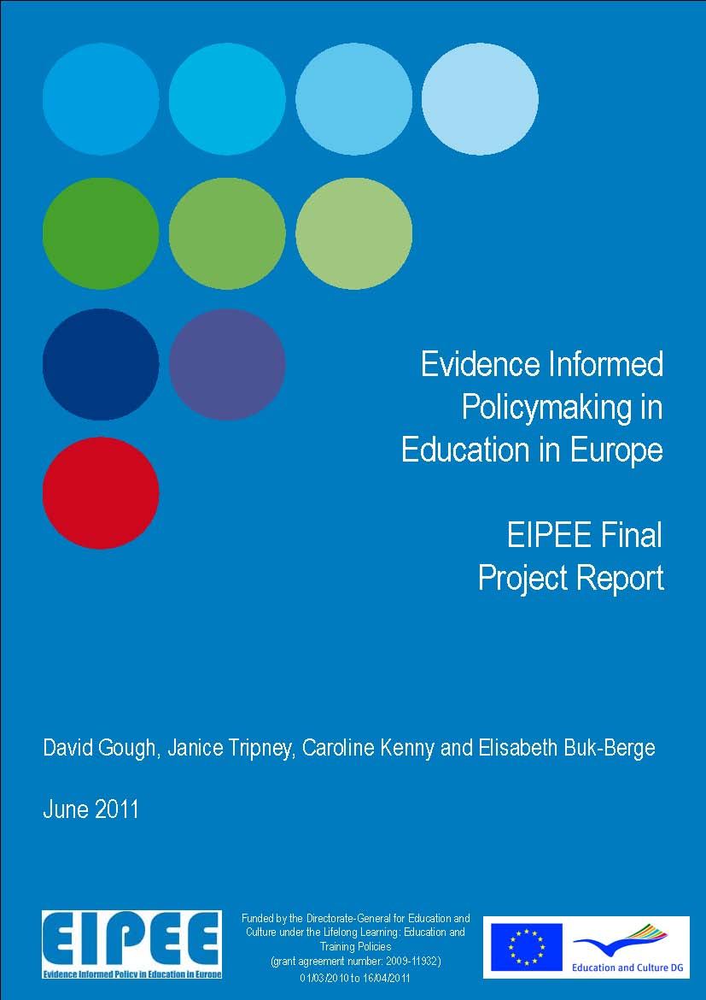 Evidence Informed
Policymaking in
Education in Europe
EIPEE Final
Project Report
David Gough, Janice Tripney, Caroline Kenny and Elisabeth Buk-Berge
June 2011
EIPEE
Evidence Informed Policy in Education in Europe
Funded by the Directorate-General for Education and
Culture under the Lifelong Learning: Education and
Training Policies
(grant agreement number: 2009-11932)
01/03/2010 to 16/04/2011
Education and Culture DG